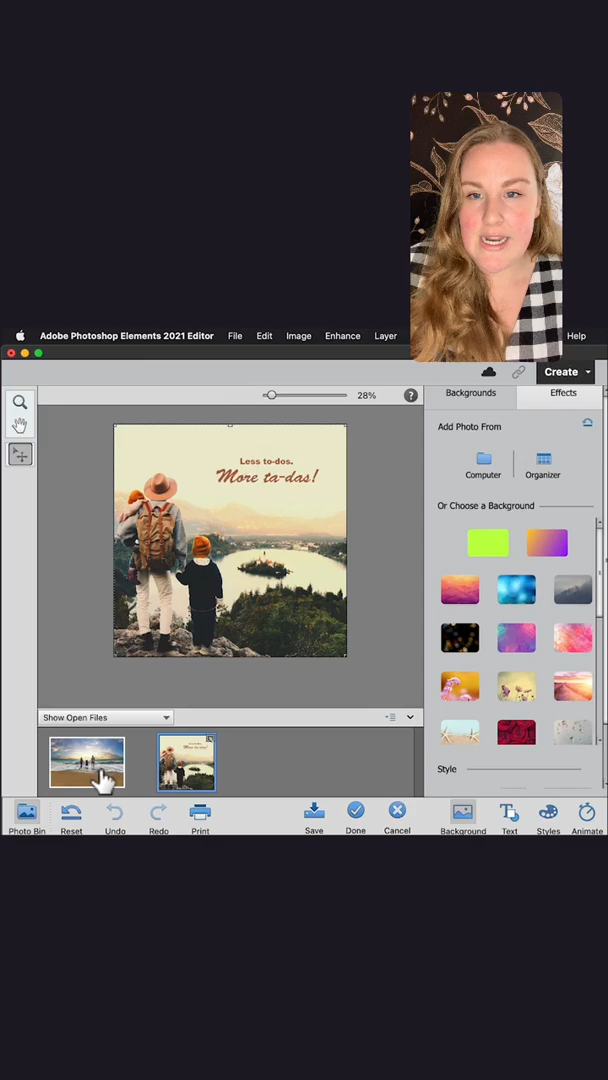 Adobe Photoshop Elements 2021 Editor File Edit Image Enhance Layer Help
Create
28% ?
Backgrounds Effects
Add Photo From
Computer Organizer
Or Choose a Background
Less to-dos.
More ta-das!
Show Open Files
Style
Photo Bin Reset Undo Redo Print Save Done Cancel Background Text Styles Animate